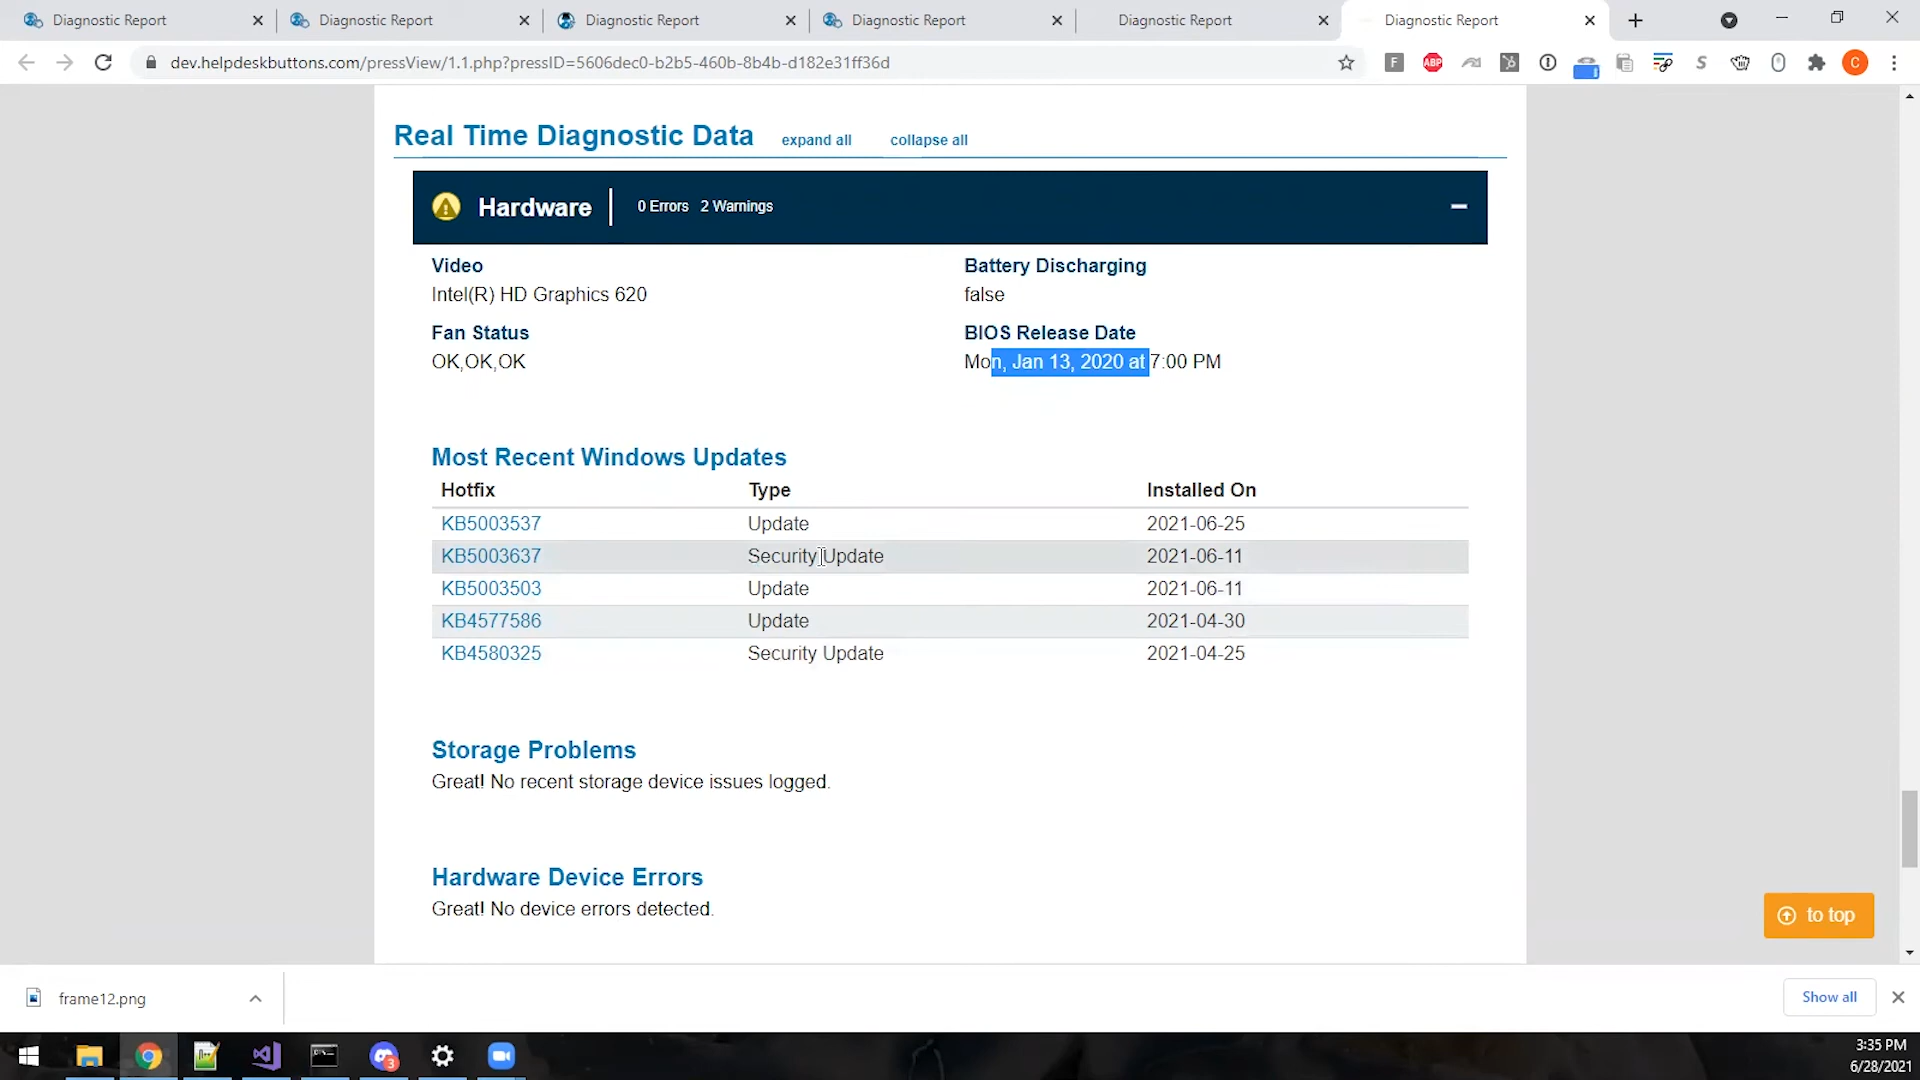 Diagnostic Report
Diagnostic Report
Diagnostic Report
Diagnostic Report
Diagnostic Report
Diagnostic Report
dev.helpdeskbuttons.com/pressView/1.1.php?pressID=5606dec0-b2b5-460b-8b4b-d182e31ff36d
F
ABP
S
C
Real Time Diagnostic Data expand all collapse all
Hardware 0 Errors 2 Warnings
Video Battery Discharging
Intel(R) HD Graphics 620 false
Fan Status BIOS Release Date
OK,OK,OK Mon, Jan 13, 2020 at 7:00 PM
Most Recent Windows Updates
Hotfix Type Installed On
KB5003537 Update 2021-06-25
KB5003637 Security Update 2021-06-11
KB5003503 Update 2021-06-11
KB4577586 Update 2021-04-30
KB4580325 Security Update 2021-04-25
Storage Problems
Great! No recent storage device issues logged.
Hardware Device Errors
Great! No device errors detected.
to top
frame12.png
Show all
3
3:35 PM
6/28/2021